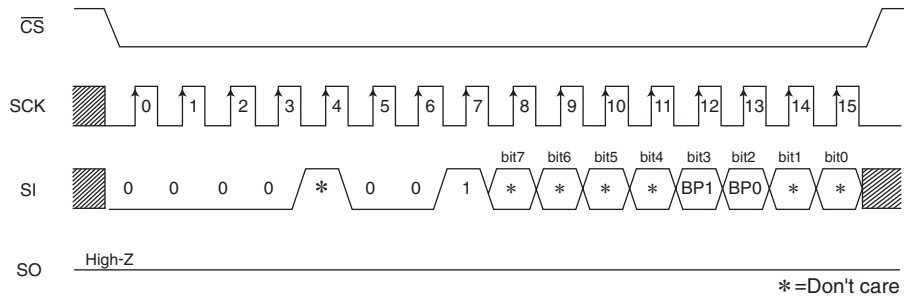 CS
SCK 0 1 2 3 4 5 6 7 8 9 10 11 12 13 14 15
bit7 bit6 bit5 bit4 bit3 bit2 bit1 bit0
SI 0 0 0 0 * 0 0 1 * * * * BP1 BP0 * *
High-Z
SO
*=Don't care